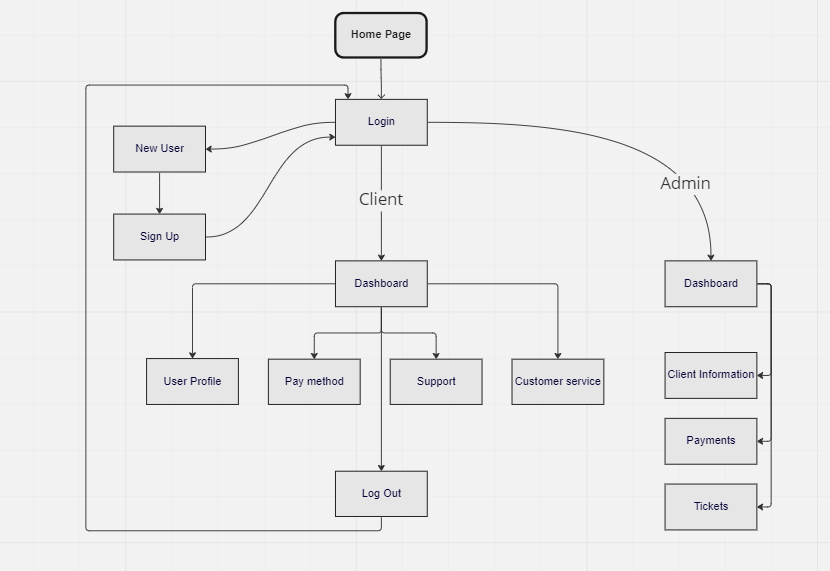 Home Page
Login
New User
Admin
Client
Sign Up
Dashboard
Dashboard
User Profile
Pay method
Support
Customer service
Client Information
Payments
Log Out
Tickets